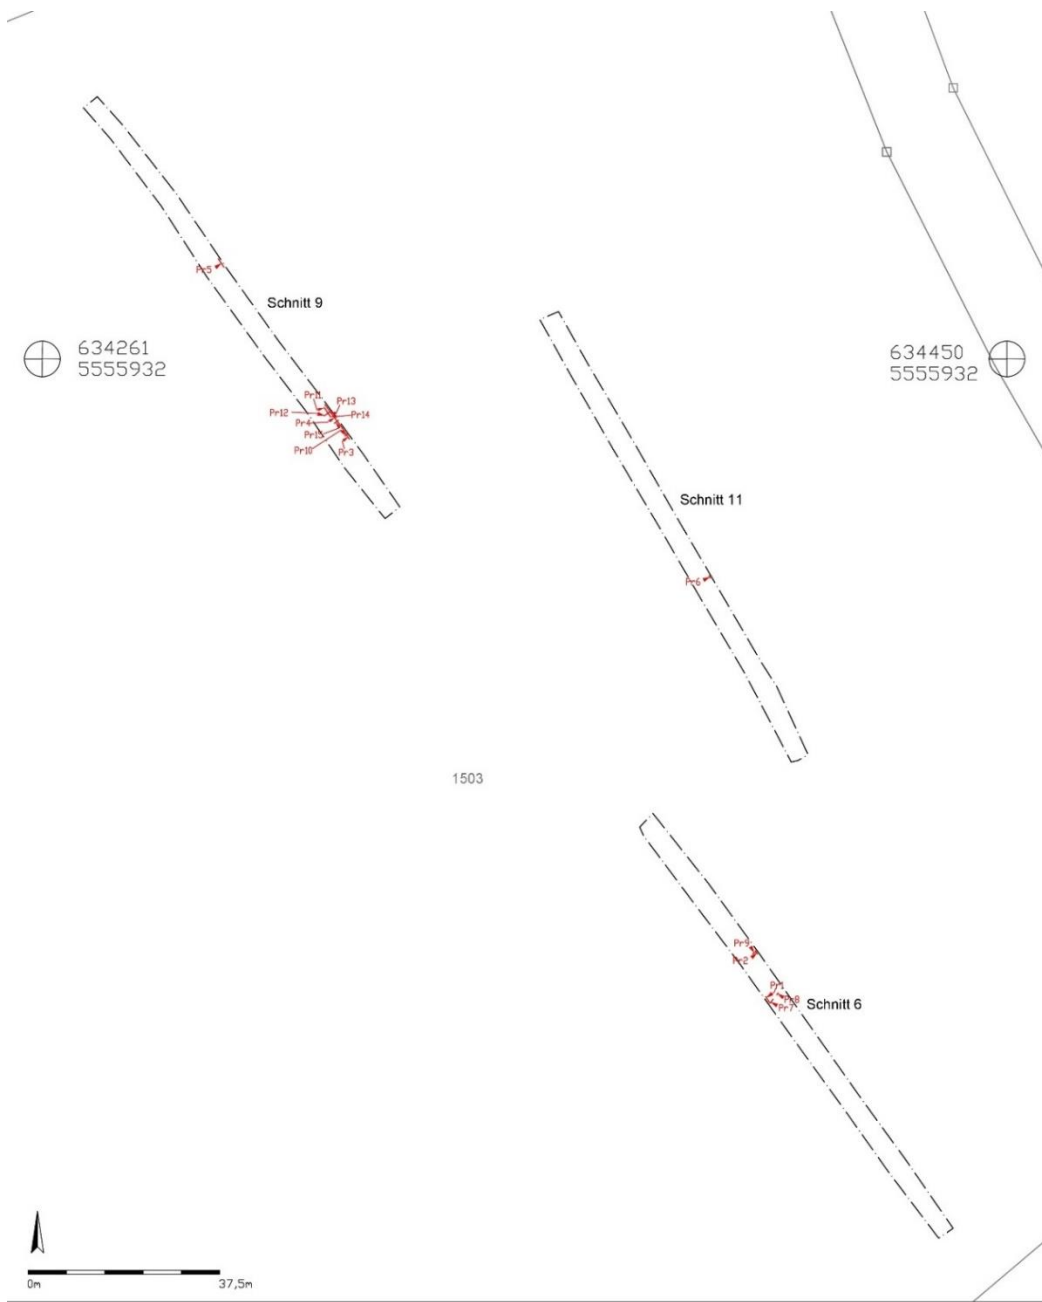 Pr5
Schnitt 9
634261
5555932
634450
5555932
Pr11
Pr13
Pr12
Pr14
Pr4
Pr15
Pr10
Pr3
Schnitt 11
Pr6
1503
Pr9
Pr2
Pr1
Pr8
Schnitt 6
Pr7
0m
37,5m